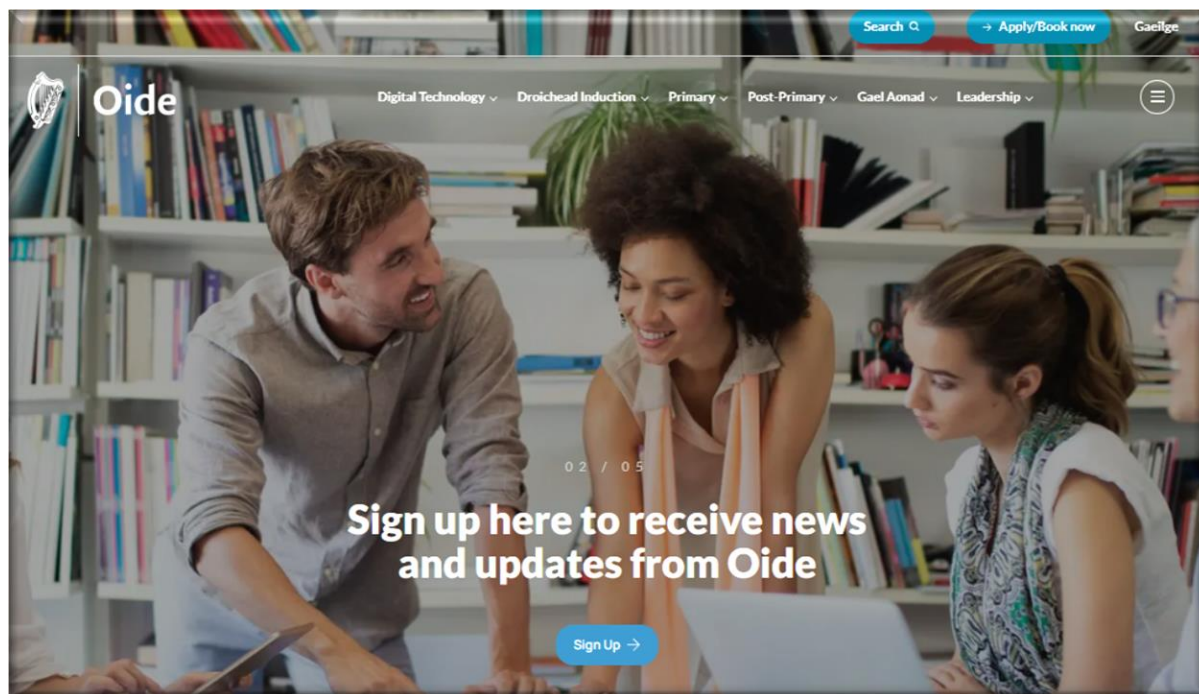 Search
→ Apply/Book now
Gaeilge
Oide
Digital Technology
Droichead Induction
Primary
Post-Primary
Gael Aonad
Leadership
02 / 05
Sign up here to receive news
and updates from Oide
Sign Up →